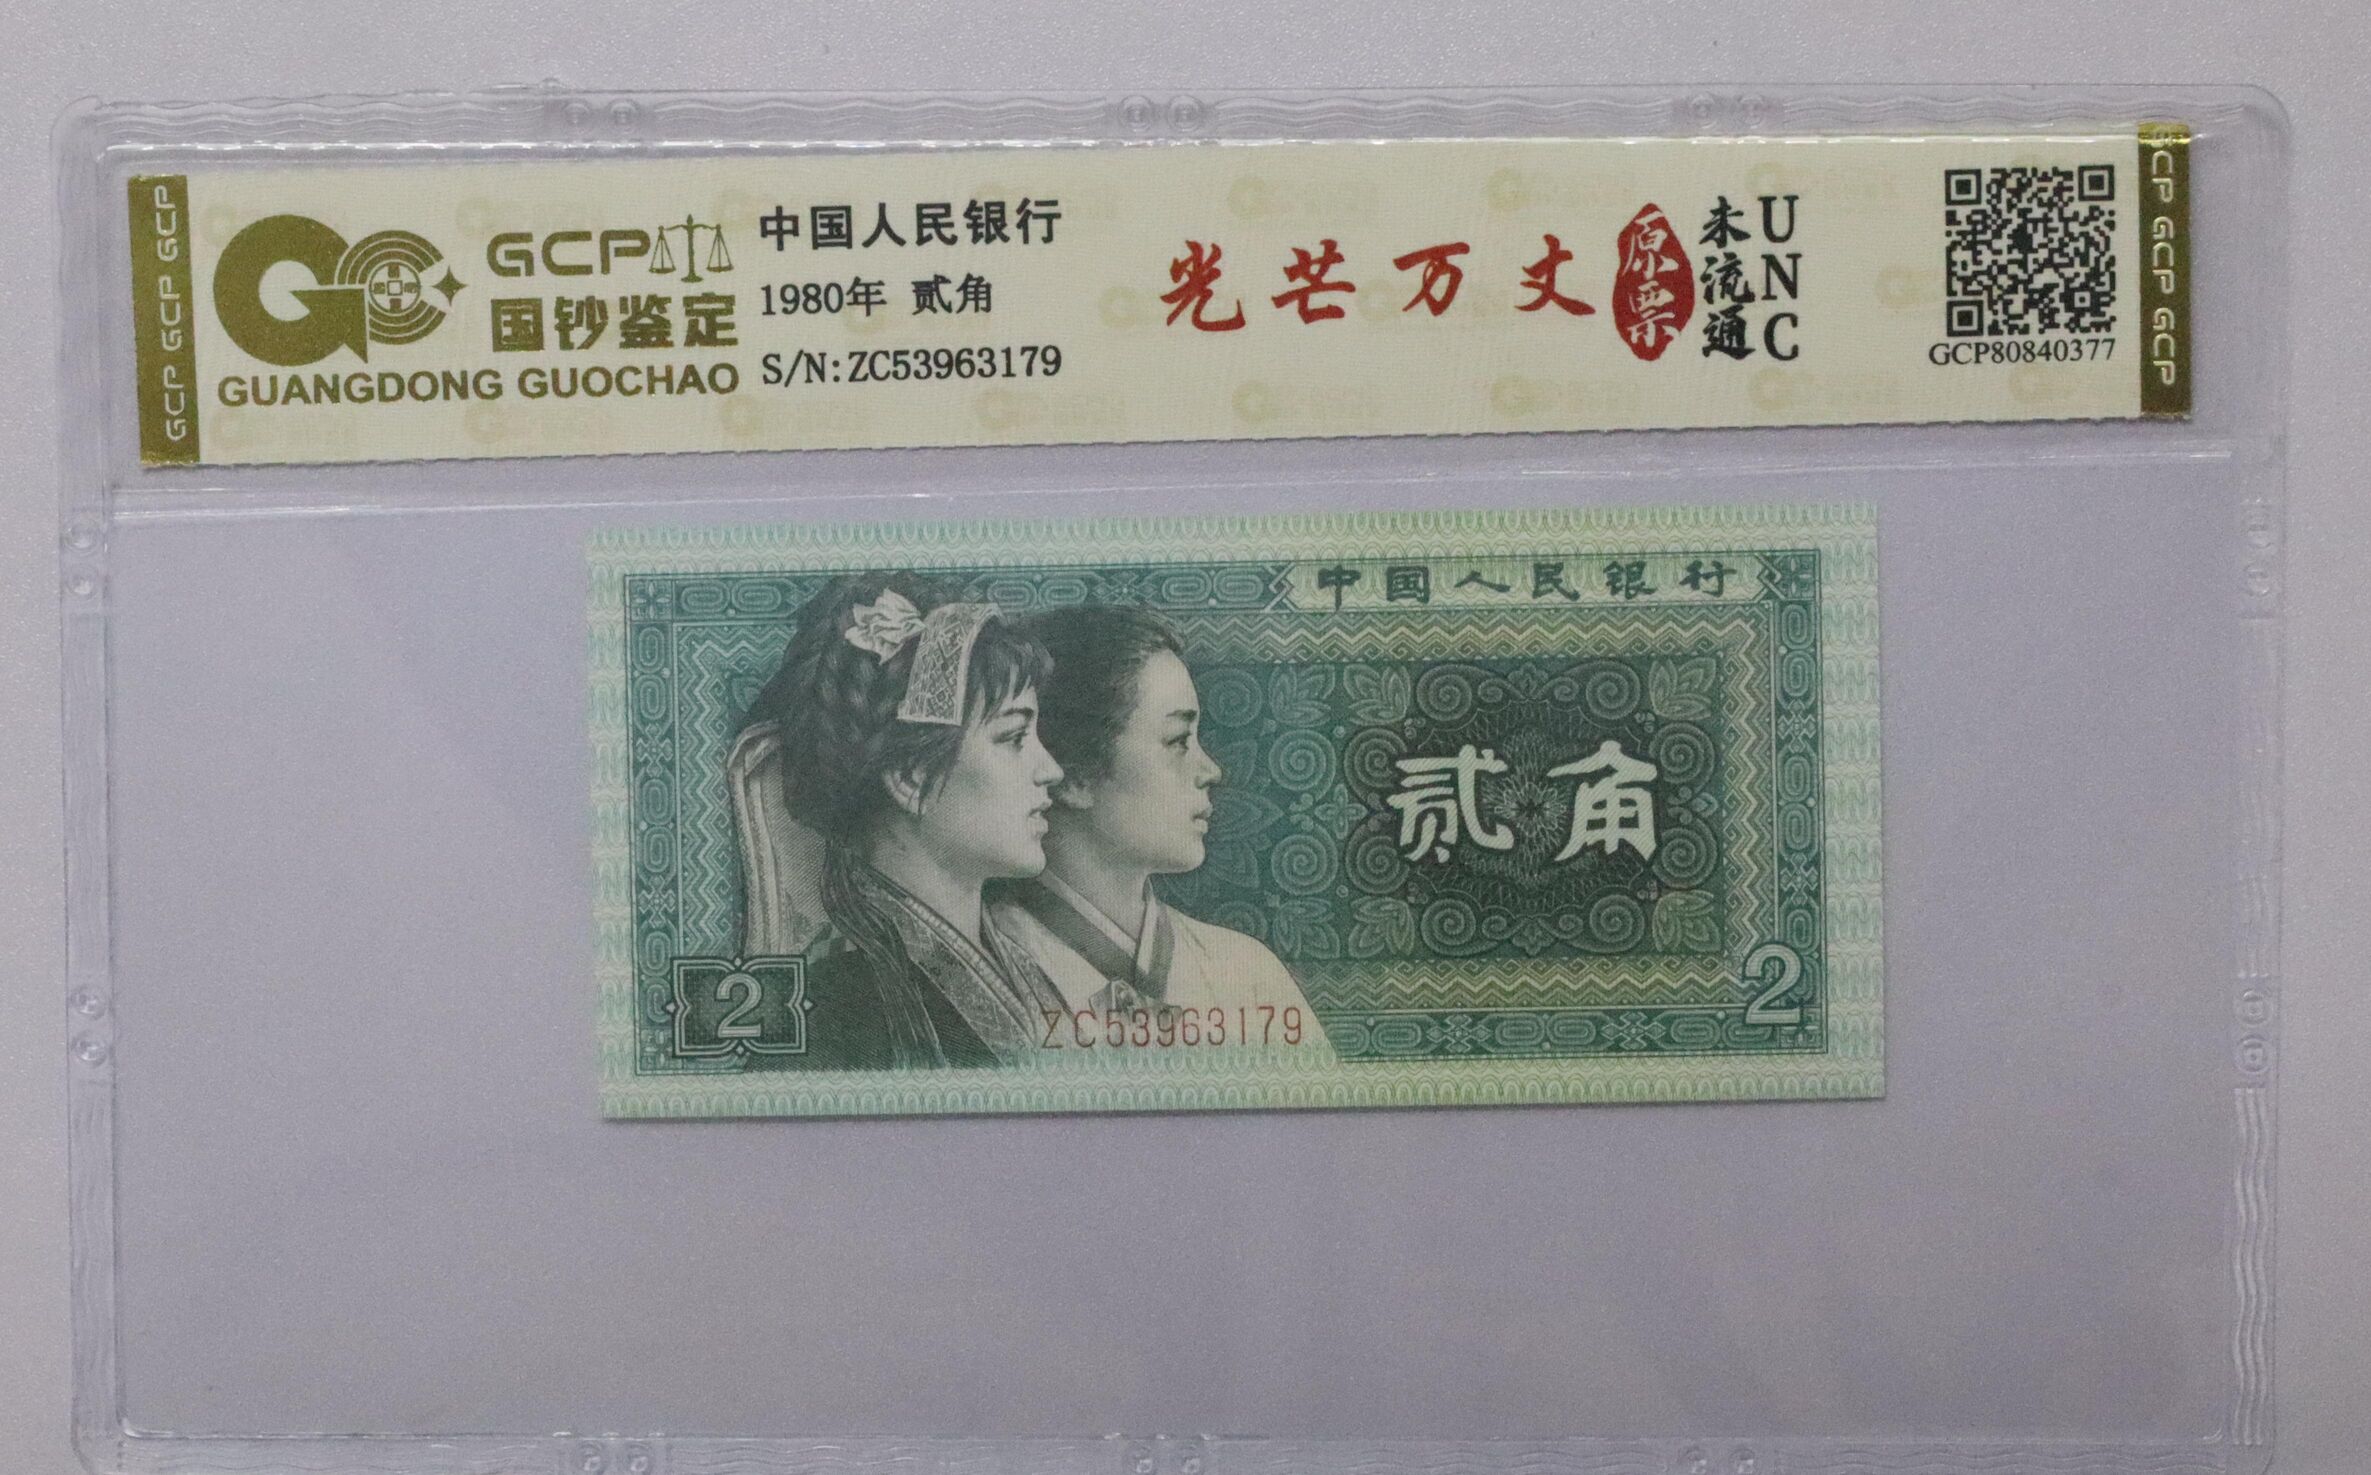 GCP GCP GCP
GCP
国钞鉴定
GUANGDONG GUOCHAO
中国人民银行
1980年 贰角
S/N:ZC53963179
光芒万丈
原票
未流通
UNC
GCP80840377
GCP GCP GCP
中国人民银行
贰角
2
2
ZC53963179